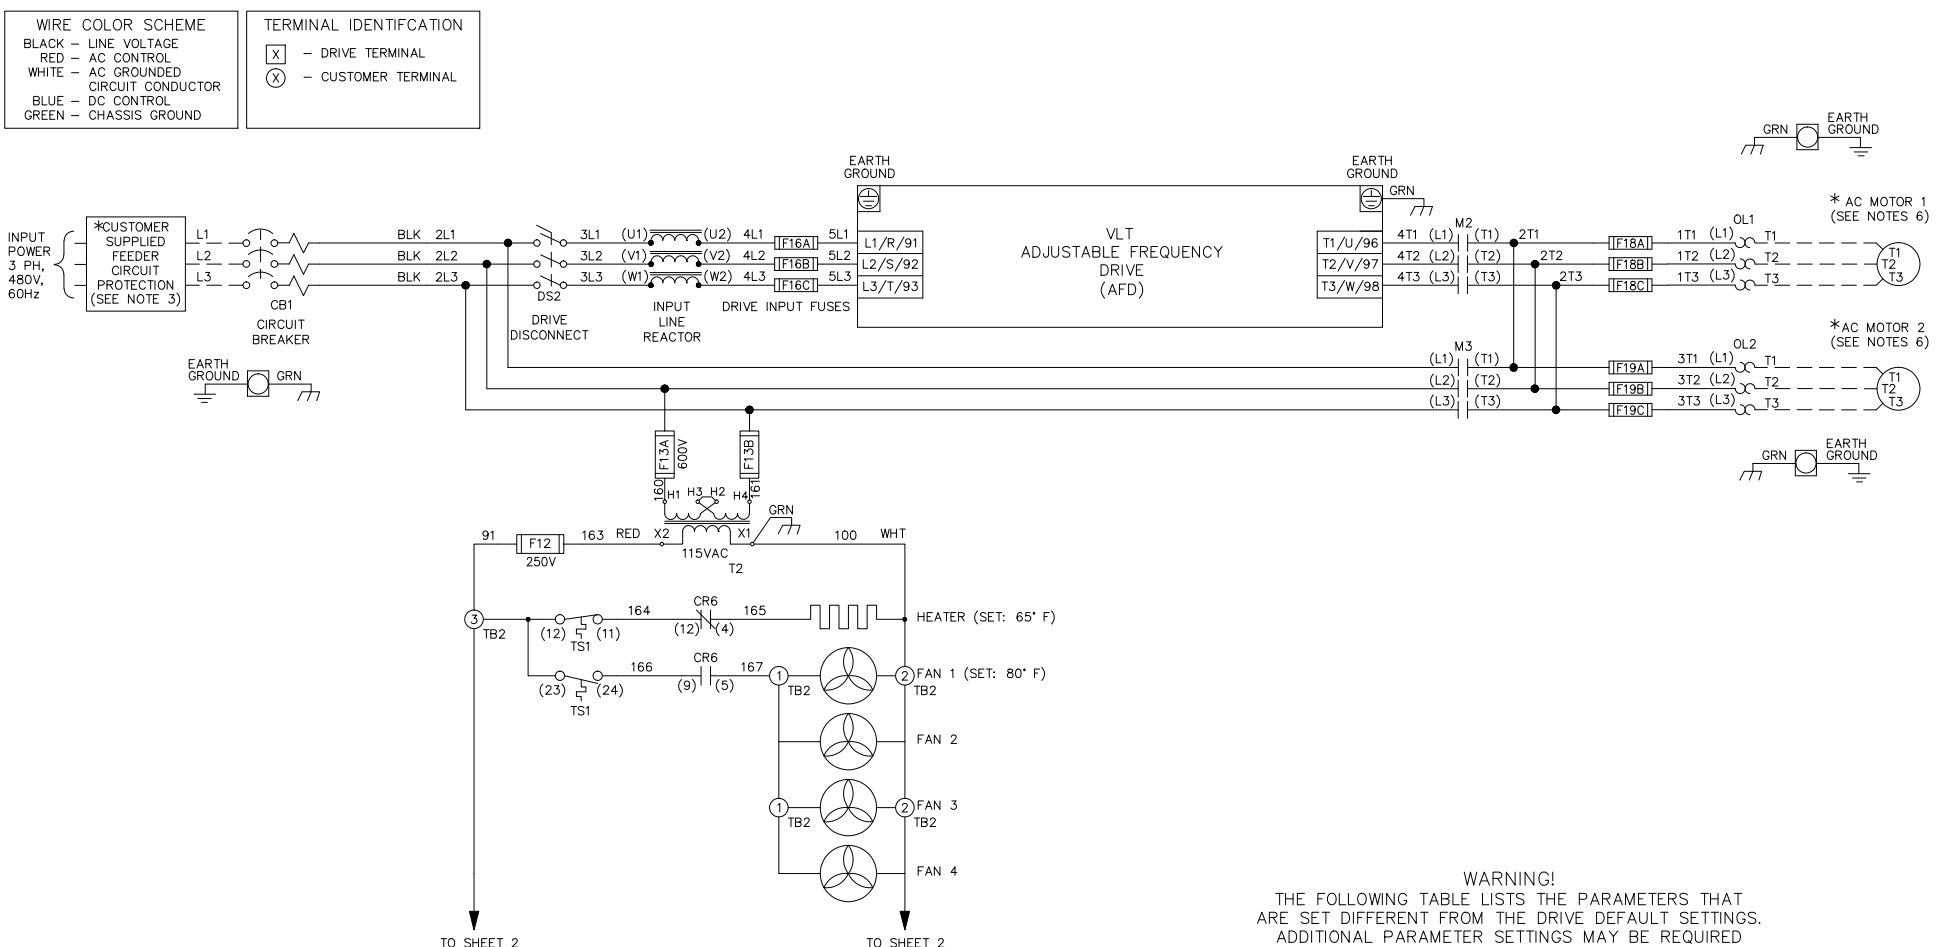 WIRE COLOR SCHEME
BLACK – LINE VOLTAGE
RED – AC CONTROL
WHITE – AC GROUNDED
CIRCUIT CONDUCTOR
BLUE – DC CONTROL
GREEN – CHASSIS GROUND
TERMINAL IDENTIFCATION
X – DRIVE TERMINAL
X – CUSTOMER TERMINAL
GRN
EARTH
GROUND
INPUT
POWER
3 PH,
480V,
60Hz
*CUSTOMER
SUPPLIED
FEEDER
CIRCUIT
PROTECTION
(SEE NOTE 3)
L1
L2
L3
CB1
CIRCUIT
BREAKER
BLK 2L1
BLK 2L2
BLK 2L3
DS2
DRIVE
DISCONNECT
3L1 (U1) (U2) 4L1 F16A 5L1
3L2 (V1) (V2) 4L2 F16B 5L2
3L3 (W1) (W2) 4L3 F16C 5L3
INPUT
LINE
REACTOR
DRIVE INPUT FUSES
EARTH
GROUND
L1/R/91
L2/S/92
L3/T/93
VLT
ADJUSTABLE FREQUENCY
DRIVE
(AFD)
EARTH
GROUND
GRN
T1/U/96
T2/V/97
T3/W/98
M2
4T1 (L1) (T1) 2T1 F18A 1T1 (L1) T1
4T2 (L2) (T2) 2T2 F18B 1T2 (L2) T2
4T3 (L3) (T3) 2T3 F18C 1T3 (L3) T3
OL1
* AC MOTOR 1
(SEE NOTES 6)
T1
T2
T3
EARTH
GROUND
GRN
M3
(L1) (T1) F19A 3T1 (L1) T1
(L2) (T2) F19B 3T2 (L2) T2
(L3) (T3) F19C 3T3 (L3) T3
OL2
*AC MOTOR 2
(SEE NOTES 6)
T1
T2
T3
GRN
EARTH
GROUND
F13A
600V
F13B
160
161
H1 H3 H2 H4
GRN
91 F12 163 RED X2 X1 100 WHT
250V
115VAC
T2
3
TB2
(12) (11)
TS1
164
CR6
(12) (4)
165
HEATER (SET: 65° F)
(23) (24)
TS1
166
CR6
(9) (5)
167
1
TB2
2
TB2
FAN 1 (SET: 80° F)
FAN 2
1
TB2
2
TB2
FAN 3
FAN 4
TO SHEET 2
TO SHEET 2
WARNING!
THE FOLLOWING TABLE LISTS THE PARAMETERS THAT
ARE SET DIFFERENT FROM THE DRIVE DEFAULT SETTINGS.
ADDITIONAL PARAMETER SETTINGS MAY BE REQUIRED